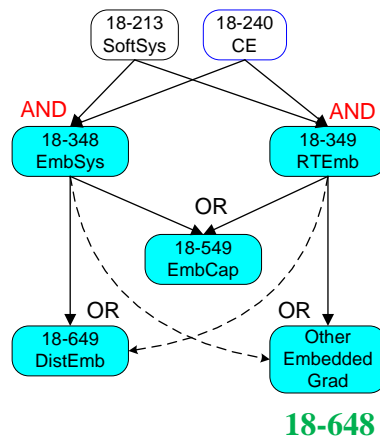 18-213
SoftSys
18-240
CE
AND
AND
18-348
EmbSys
18-349
RTEmb
OR
18-549
EmbCap
OR
OR
18-649
DistEmb
Other
Embedded
Grad
18-648